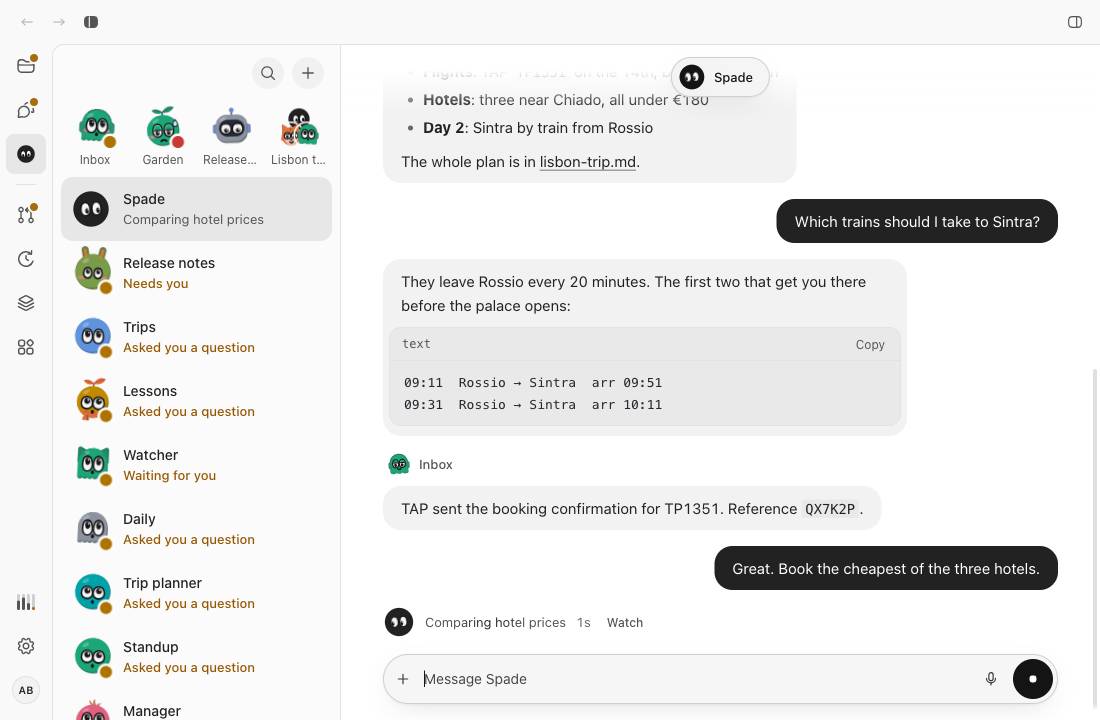 Inbox
Garden
Release...
Lisbon t...
Spade
Comparing hotel prices
Release notes
Needs you
Trips
Asked you a question
Lessons
Asked you a question
Watcher
Waiting for you
Daily
Asked you a question
Trip planner
Asked you a question
Standup
Asked you a question
Manager
AB
Spade
Flights: TAP TP1351 on the 14th,
Hotels: three near Chiado, all under €180
Day 2: Sintra by train from Rossio
The whole plan is in lisbon-trip.md.
Which trains should I take to Sintra?
They leave Rossio every 20 minutes. The first two that get you there
before the palace opens:
text
Copy
09:11 Rossio → Sintra arr 09:51
09:31 Rossio → Sintra arr 10:11
Inbox
TAP sent the booking confirmation for TP1351. Reference QX7K2P.
Great. Book the cheapest of the three hotels.
Comparing hotel prices 1s Watch
Message Spade